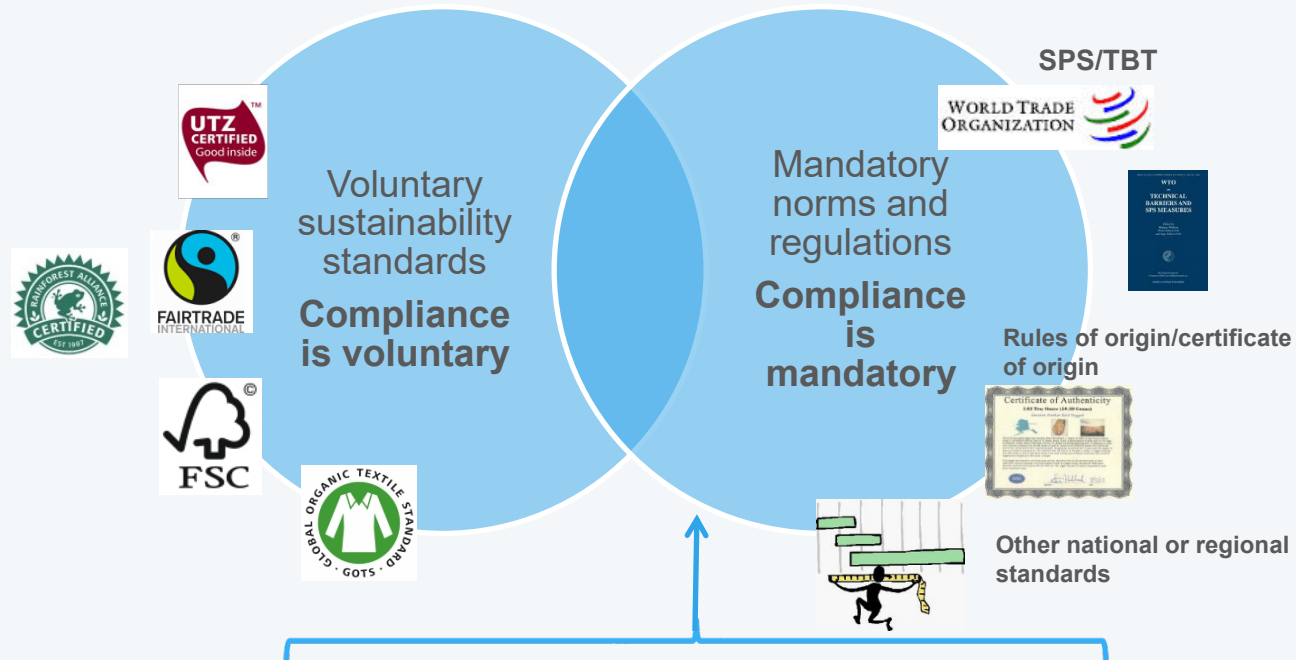 SPS/TBT
WORLD TRADE
ORGANIZATION
UTZ
CERTIFIED
Good inside
TM
Voluntary
sustainability
standards
Compliance
is voluntary
Mandatory
norms and
regulations
Compliance
is
mandatory
WTO
TECHNICAL
BARRIERS AND
SPS MEASURES
RAINFOREST ALLIANCE
CERTIFIED
EST 1987
®
FAIRTRADE
INTERNATIONAL
Rules of origin/certificate
of origin
Certificate of Authenticity
©
FSC
GLOBAL ORGANIC TEXTILE STANDARD · GOTS ·
Other national or regional
standards